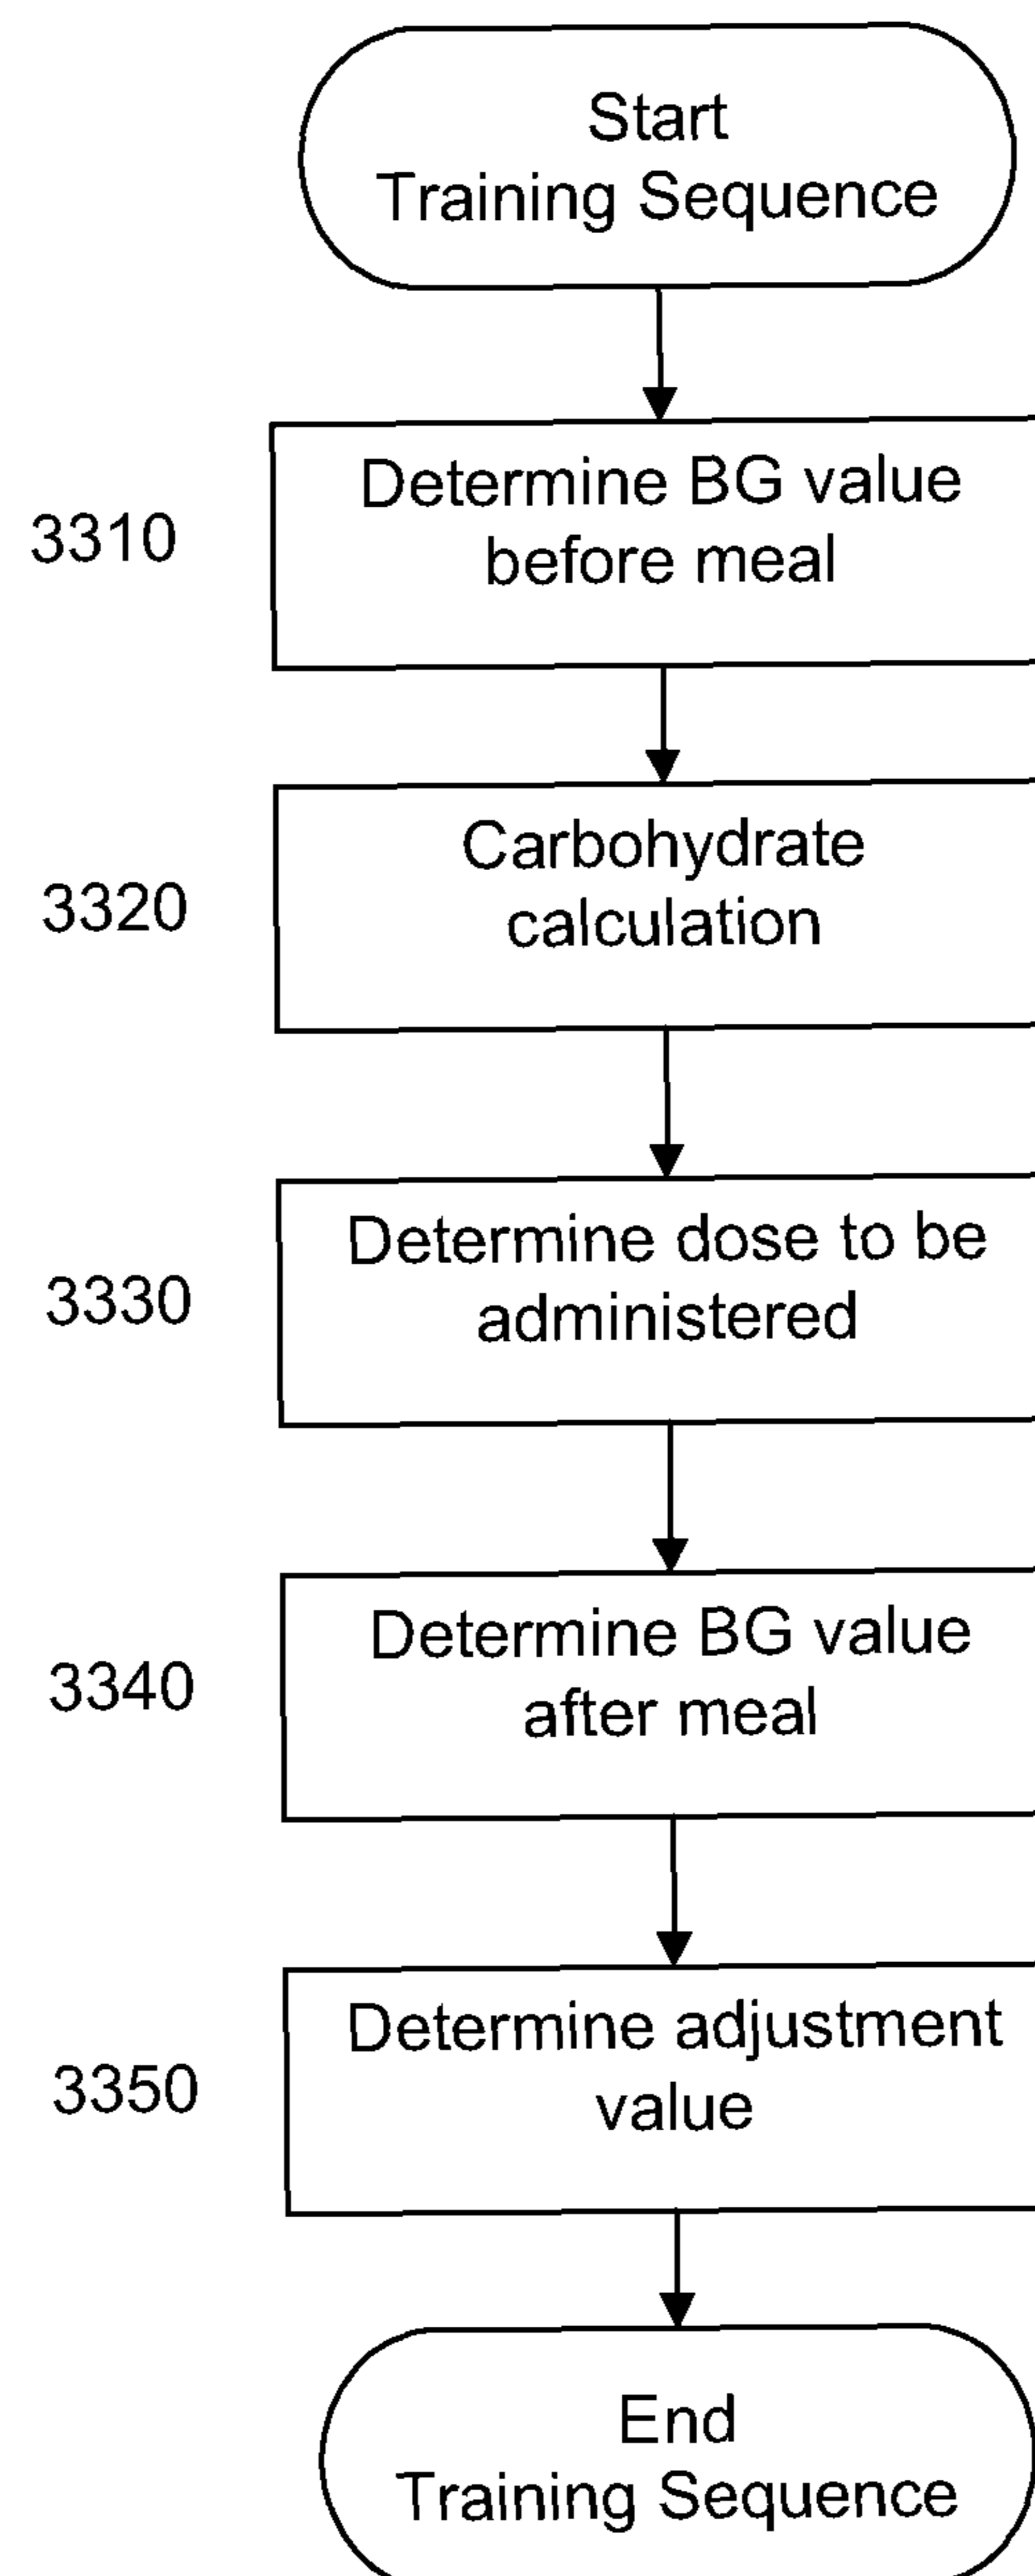 Start
Training Sequence
3310
Determine BG value
before meal
3320
Carbohydrate
calculation
3330
Determine dose to be
administered
3340
Determine BG value
after meal
3350
Determine adjustment
value
End
Training Sequence